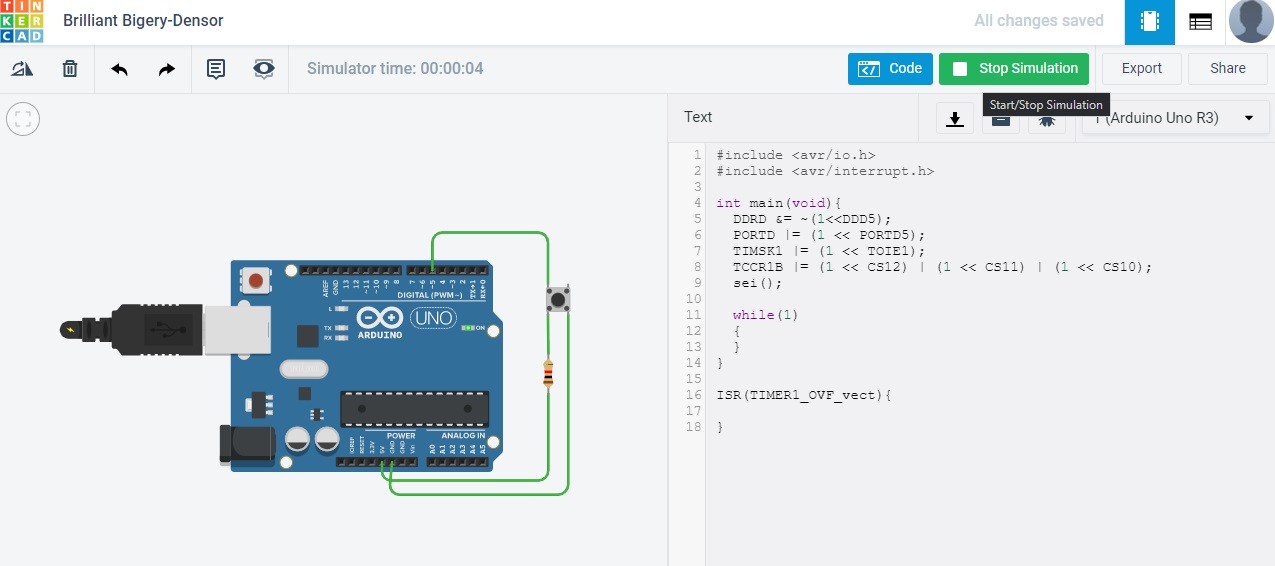 TIN
KER
CAD
Brilliant Bigery-Densor
All changes saved
Simulator time: 00:00:04
Code
Stop Simulation
Export
Share
Start/Stop Simulation
Text
(Arduino Uno R3)
1 #include <avr/io.h>
2 #include <avr/interrupt.h>
3
4 int main(void){
5 DDRD &= ~(1<<DDD5);
6 PORTD |= (1 << PORTD5);
7 TIMSK1 |= (1 << TOIE1);
8 TCCR1B |= (1 << CS12) | (1 << CS11) | (1 << CS10);
9 sei();
10
11 while(1)
12 {
13 }
14 }
15
16 ISR(TIMER1_OVF_vect){
17
18 }
AREF
GND
13
12
~11
~10
~9
8
7
~6
~5
4
~3
2
TX→1
RX←0
DIGITAL (PWM~)
L
TX
RX
ARDUINO
UNO
ON
POWER
ANALOG IN
IOREF
RESET
3.3V
5V
GND
GND
Vin
A0
A1
A2
A3
A4
A5